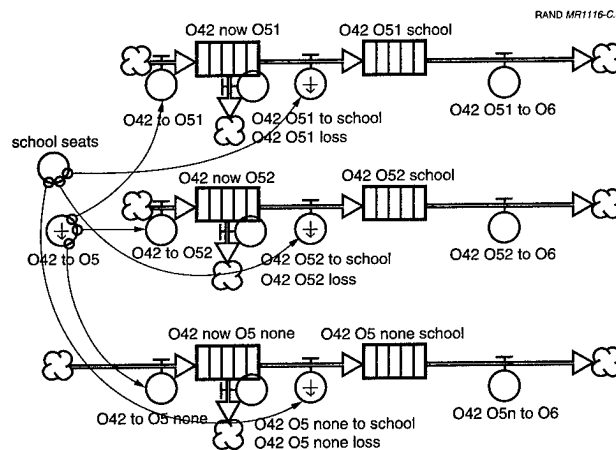 RAND MR1116-C.
O42 now O51
O42 O51 school
O42 to O51
O42 O51 to school
O42 O51 to O6
O42 O51 loss
school seats
O42 now O52
O42 O52 school
O42 to O5
O42 to O52
O42 O52 to school
O42 O52 to O6
O42 O52 loss
O42 now O5 none
O42 O5 none school
O42 to O5 none
O42 O5 none to school
O42 O5n to O6
O42 O5 none loss